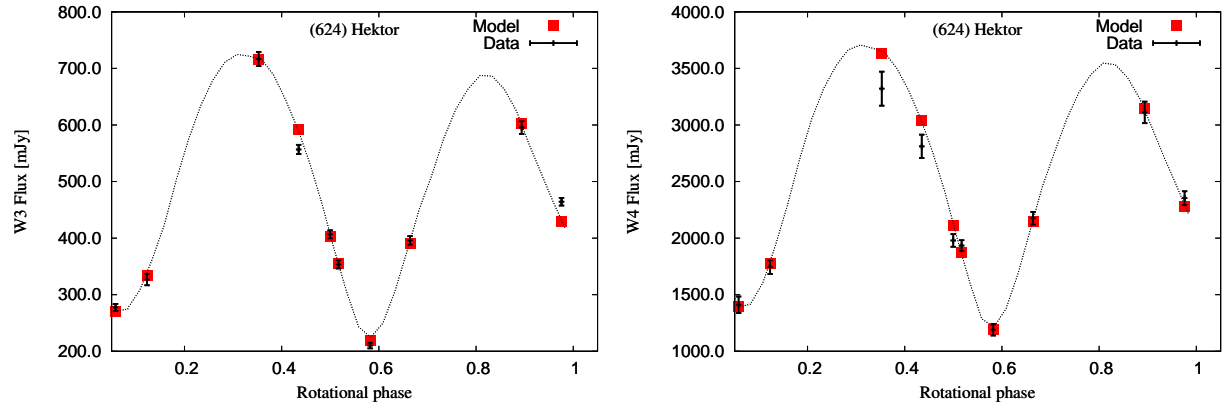 (624) Hektor
Model
Data
W3 Flux [mJy]
800.0
700.0
600.0
500.0
400.0
300.0
200.0
0.2
0.4
0.6
0.8
1
Rotational phase
(624) Hektor
Model
Data
W4 Flux [mJy]
4000.0
3500.0
3000.0
2500.0
2000.0
1500.0
1000.0
0.2
0.4
0.6
0.8
1
Rotational phase